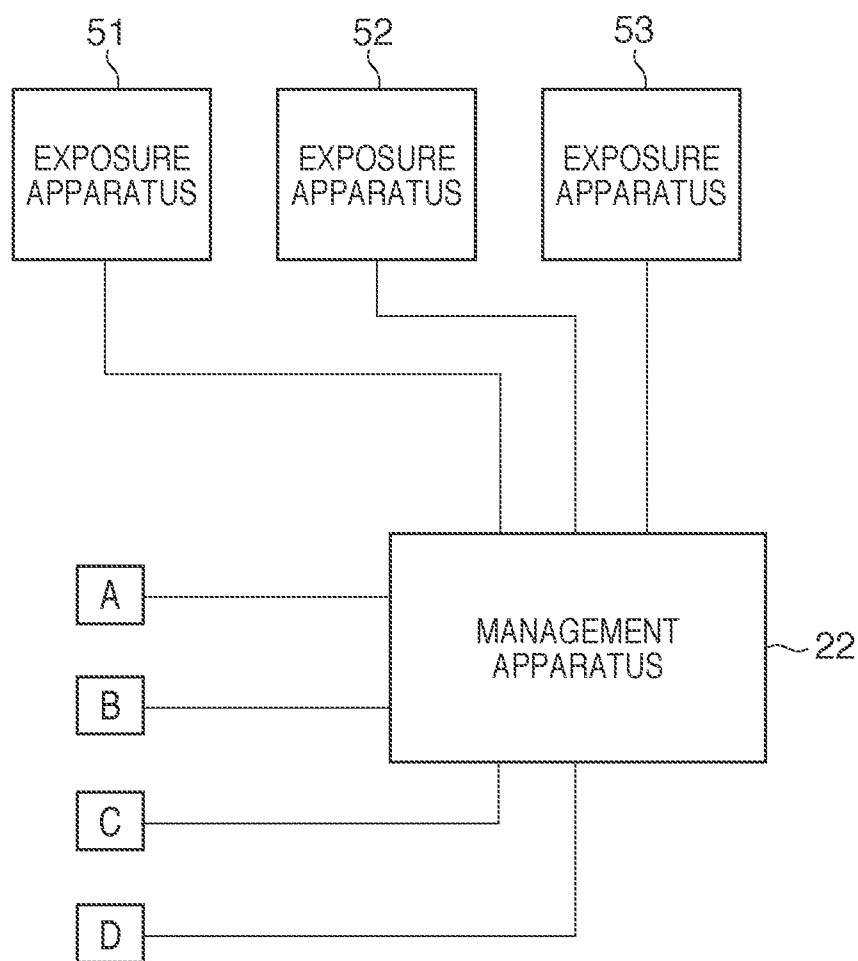 51
52
53
EXPOSURE
APPARATUS
EXPOSURE
APPARATUS
EXPOSURE
APPARATUS
A
B
C
D
MANAGEMENT
APPARATUS
22